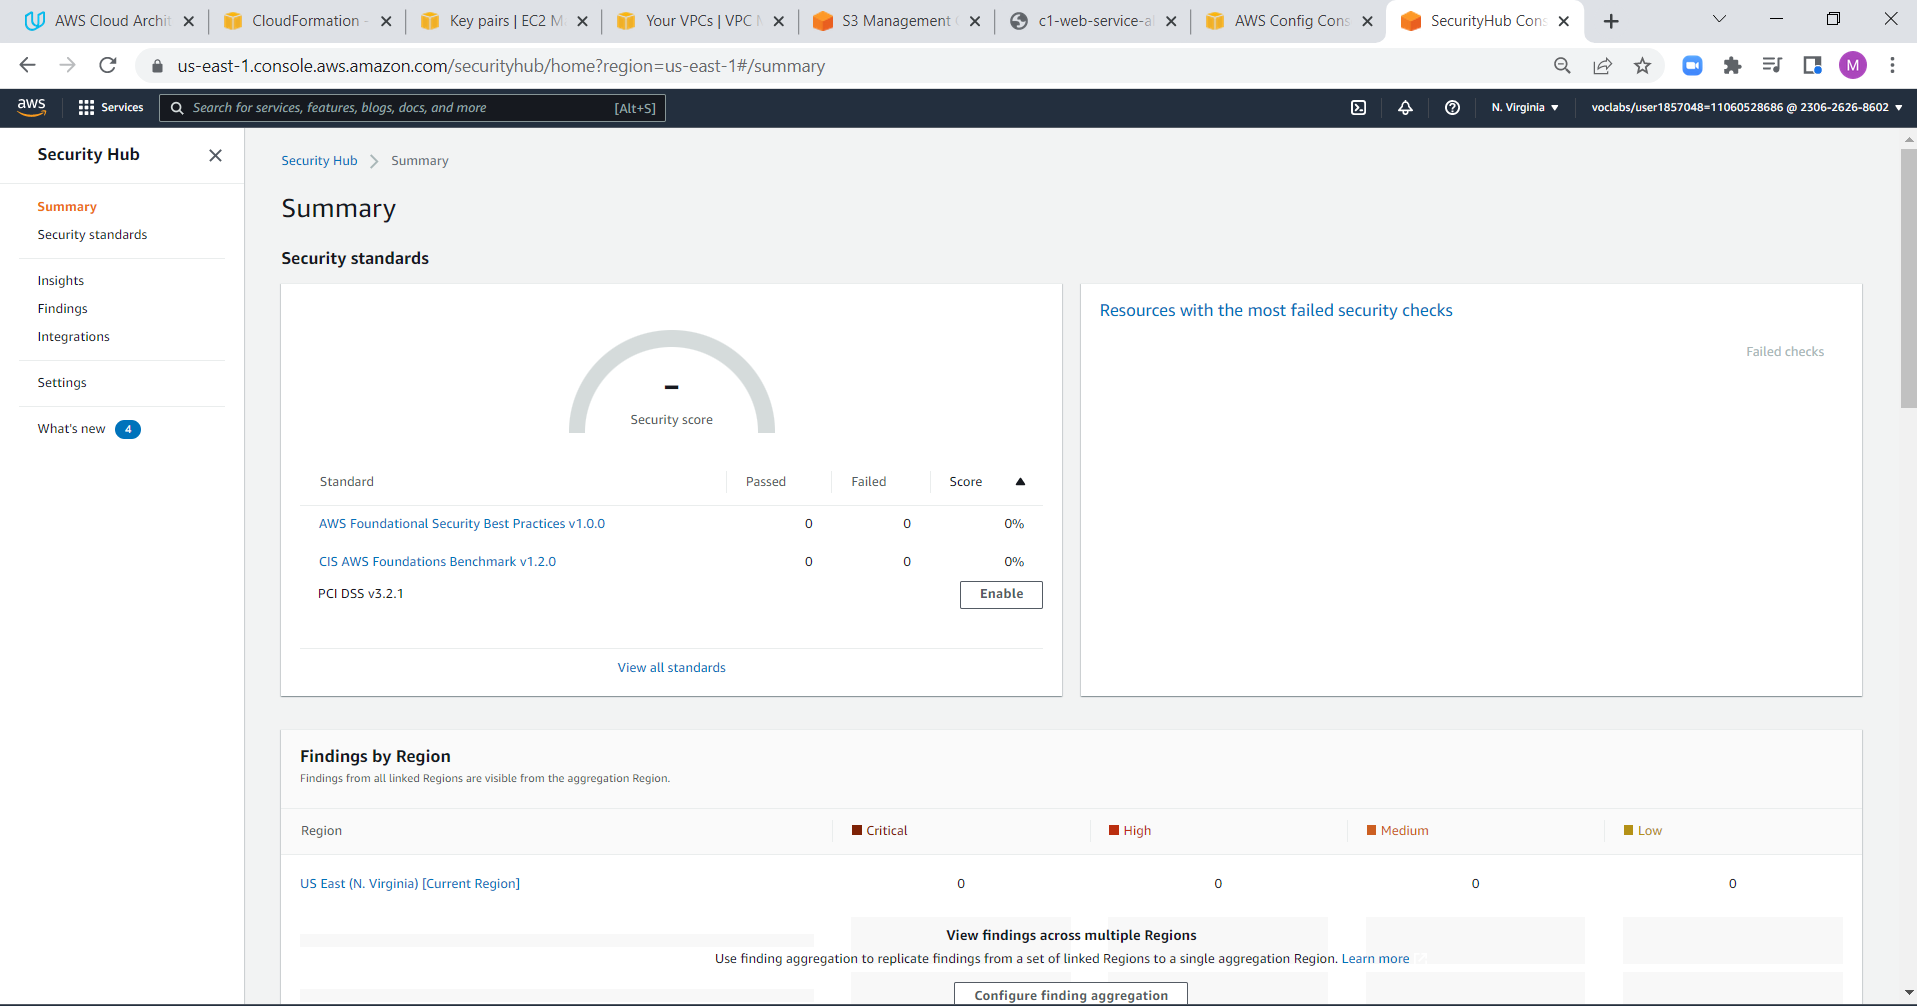 AWS Cloud Archit
CloudFormation -
Key pairs | EC2 M
Your VPCs | VPC M
S3 Management C
c1-web-service-al
AWS Config Cons
SecurityHub Cons
us-east-1.console.aws.amazon.com/securityhub/home?region=us-east-1#/summary
M
aws
Services
Search for services, features, blogs, docs, and more
[Alt+S]
N. Virginia
voclabs/user1857048=11060528686 @ 2306-2626-8602
Security Hub
Summary
Security standards
Insights
Findings
Integrations
Settings
What's new 4
Security Hub
Summary
Summary
Security standards
–
Security score
Standard Passed Failed Score
AWS Foundational Security Best Practices v1.0.0 0 0 0%
CIS AWS Foundations Benchmark v1.2.0 0 0 0%
PCI DSS v3.2.1 Enable
View all standards
Resources with the most failed security checks
Failed checks
Findings by Region
Findings from all linked Regions are visible from the aggregation Region.
Region Critical High Medium Low
US East (N. Virginia) [Current Region] 0 0 0 0
View findings across multiple Regions
Use finding aggregation to replicate findings from a set of linked Regions to a single aggregation Region. Learn more
Configure finding aggregation